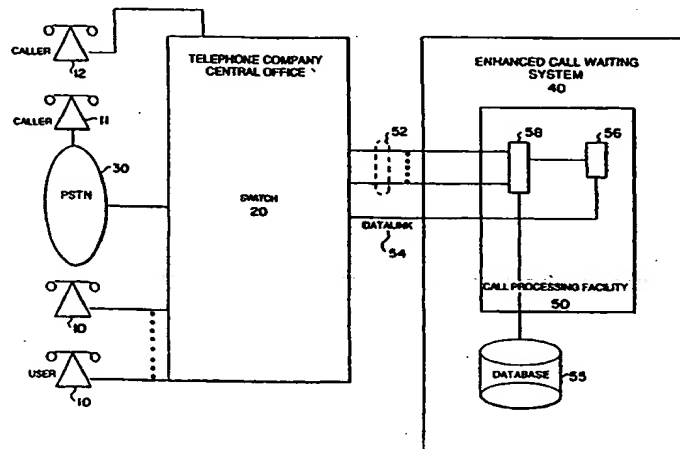 CALLER
12
CALLER
11
30
PSTN
10
USER
10
TELEPHONE COMPANY
CENTRAL OFFICE
SWITCH
20
52
DATALINK
54
ENHANCED CALL WAITING
SYSTEM
40
58
56
CALL PROCESSING FACILITY
50
DATABASE
55